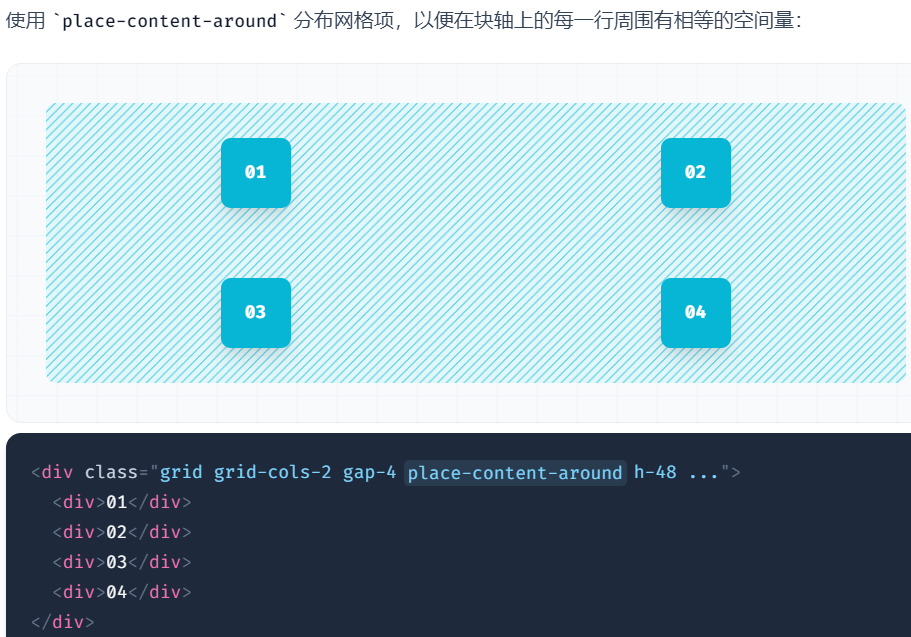 使用 `place-content-around` 分布网格项，以便在块轴上的每一行周围有相等的空间量：
01 02
03 04
<div class="grid grid-cols-2 gap-4 place-content-around h-48 ...">
  <div>01</div>
  <div>02</div>
  <div>03</div>
  <div>04</div>
</div>